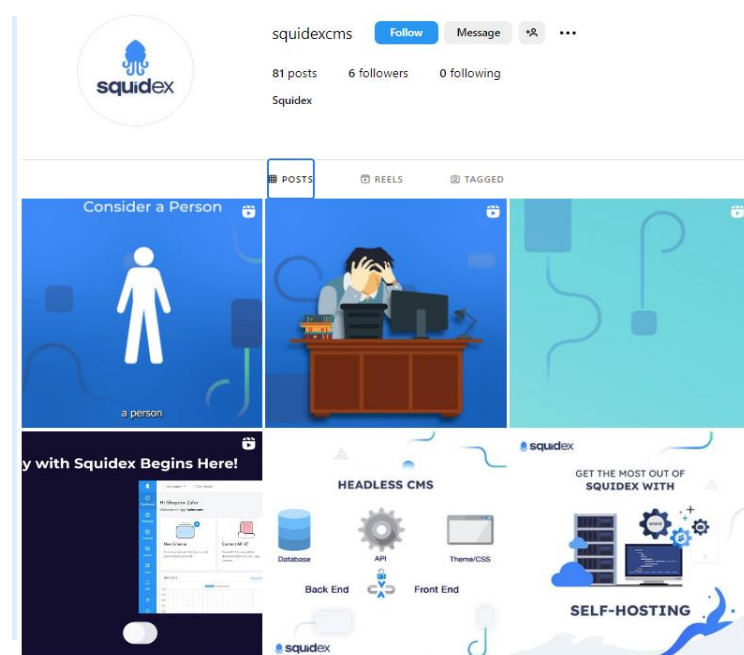 squidexcms Follow Message
81 posts 6 followers 0 following
Squidex
squidex
POSTS REELS TAGGED
Consider a Person
a person
y with Squidex Begins Here!
HEADLESS CMS
Database API Theme/CSS
Back End Front End
squidex
squidex
GET THE MOST OUT OF
SQUIDEX WITH
WWW
SELF-HOSTING